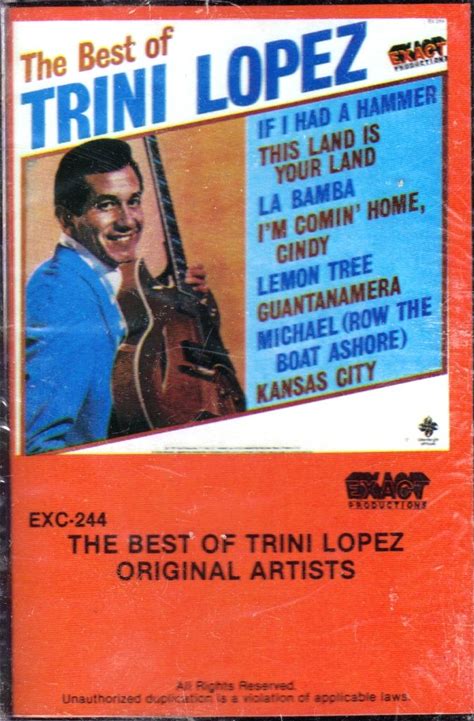 EX-244
The Best of
TRINI LOPEZ
EXACT
PRODUCTIONS
IF I HAD A HAMMER
THIS LAND IS
YOUR LAND
LA BAMBA
I'M COMIN' HOME,
CINDY
LEMON TREE
GUANTANAMERA
MICHAEL (ROW THE
BOAT ASHORE)
KANSAS CITY
EXACT
PRODUCTIONS
EXC-244
THE BEST OF TRINI LOPEZ
ORIGINAL ARTISTS
All Rights Reserved.
Unauthorized duplication is a violation of applicable laws.